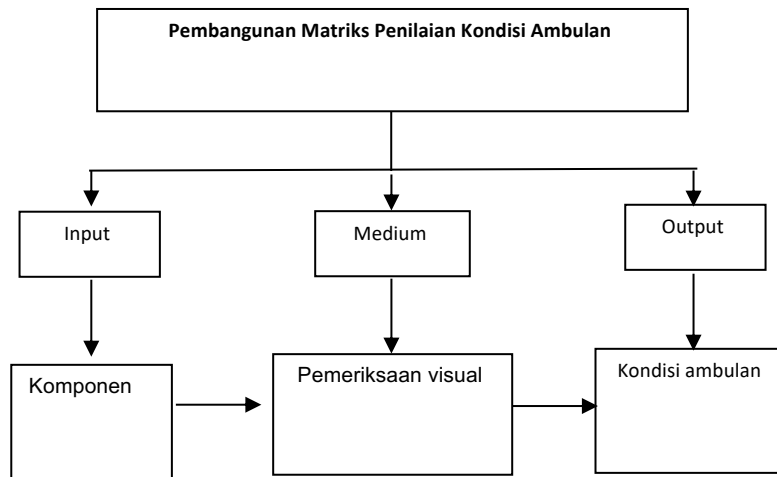 Pembangunan Matriks Penilaian Kondisi Ambulan
Input
Medium
Output
Komponen
Pemeriksaan visual
Kondisi ambulan